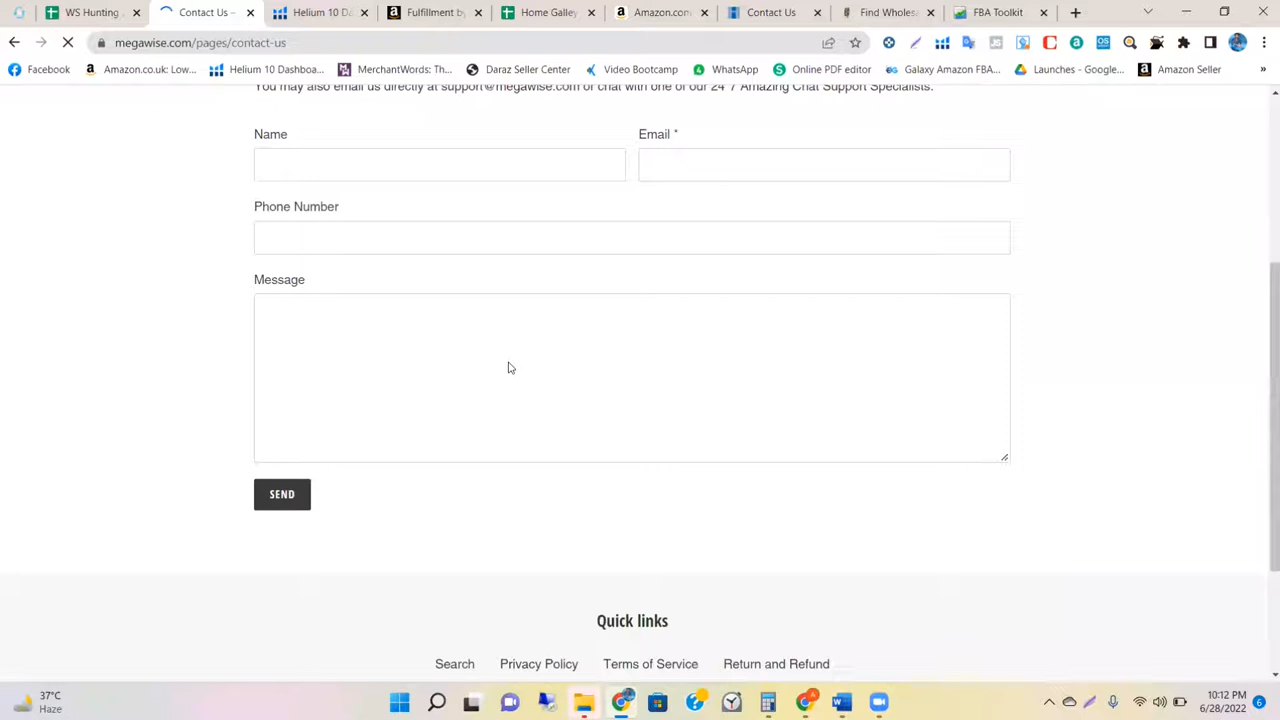 WS Hunting
Contact Us –
Helium 10 D
Fulfillment by
Home Galley
Amazon.com
Contact Us
Find Wholes
FBA Toolkit
megawise.com/pages/contact-us
Facebook
Amazon.co.uk: Low...
Helium 10 Dashboa...
MerchantWords: Th...
Daraz Seller Center
Video Bootcamp
WhatsApp
Online PDF editor
Galaxy Amazon FBA...
Launches - Google...
Amazon Seller
You may also email us directly at support@megawise.com or chat with one of our 24*7 Amazing Chat Support Specialists.
Name
Email *
Phone Number
Message
SEND
Quick links
Search
Privacy Policy
Terms of Service
Return and Refund
37°C
Haze
10:12 PM
6/28/2022
6